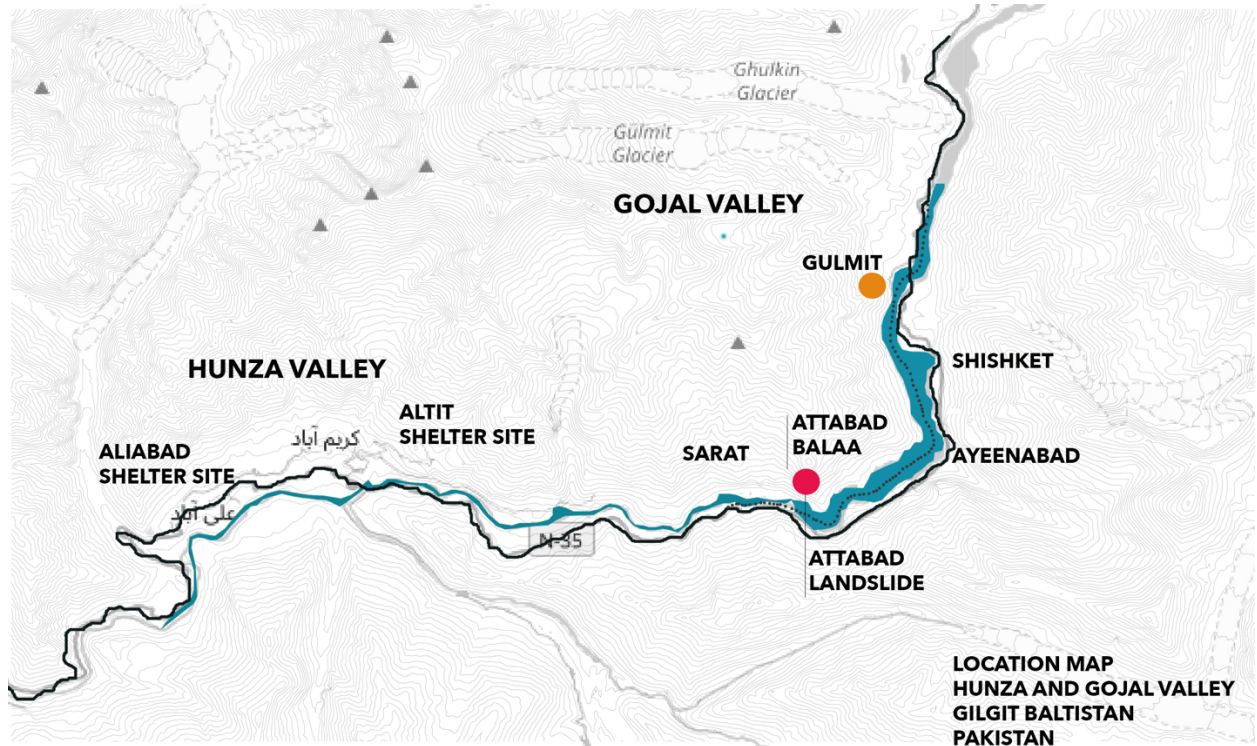 Ghulkin
Glacier
Gulmit
Glacier
GOJAL VALLEY
GULMIT
SHISHKET
HUNZA VALLEY
ALTIT
SHELTER SITE
کریم آباد
ALIABAD
SHELTER SITE
علی آباد
SARAT
ATTABAD
BALAA
AYEENABAD
N-35
ATTABAD
LANDSLIDE
LOCATION MAP
HUNZA AND GOJAL VALLEY
GILGIT BALTISTAN
PAKISTAN